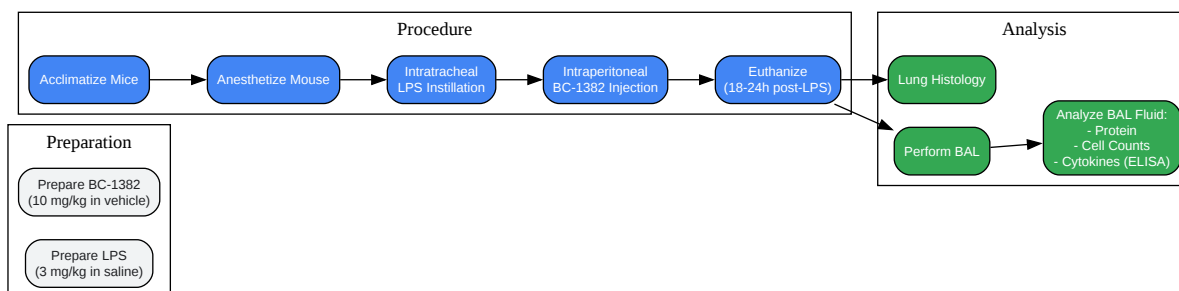 Procedure
Acclimatize Mice
Anesthetize Mouse
Intratracheal
LPS Instillation
Intraperitoneal
BC-1382 Injection
Euthanize
(18-24h post-LPS)
Analysis
Lung Histology
Perform BAL
Analyze BAL Fluid:
- Protein
- Cell Counts
- Cytokines (ELISA)
Preparation
Prepare BC-1382
(10 mg/kg in vehicle)
Prepare LPS
(3 mg/kg in saline)